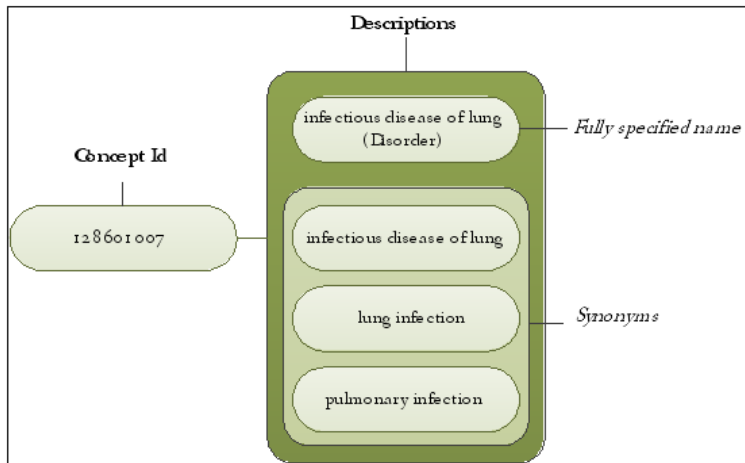 Descriptions
infectious disease of lung
(Disorder)
Fully specified name
Concept Id
128601007
infectious disease of lung
lung infection
Synonyms
pulmonary infection